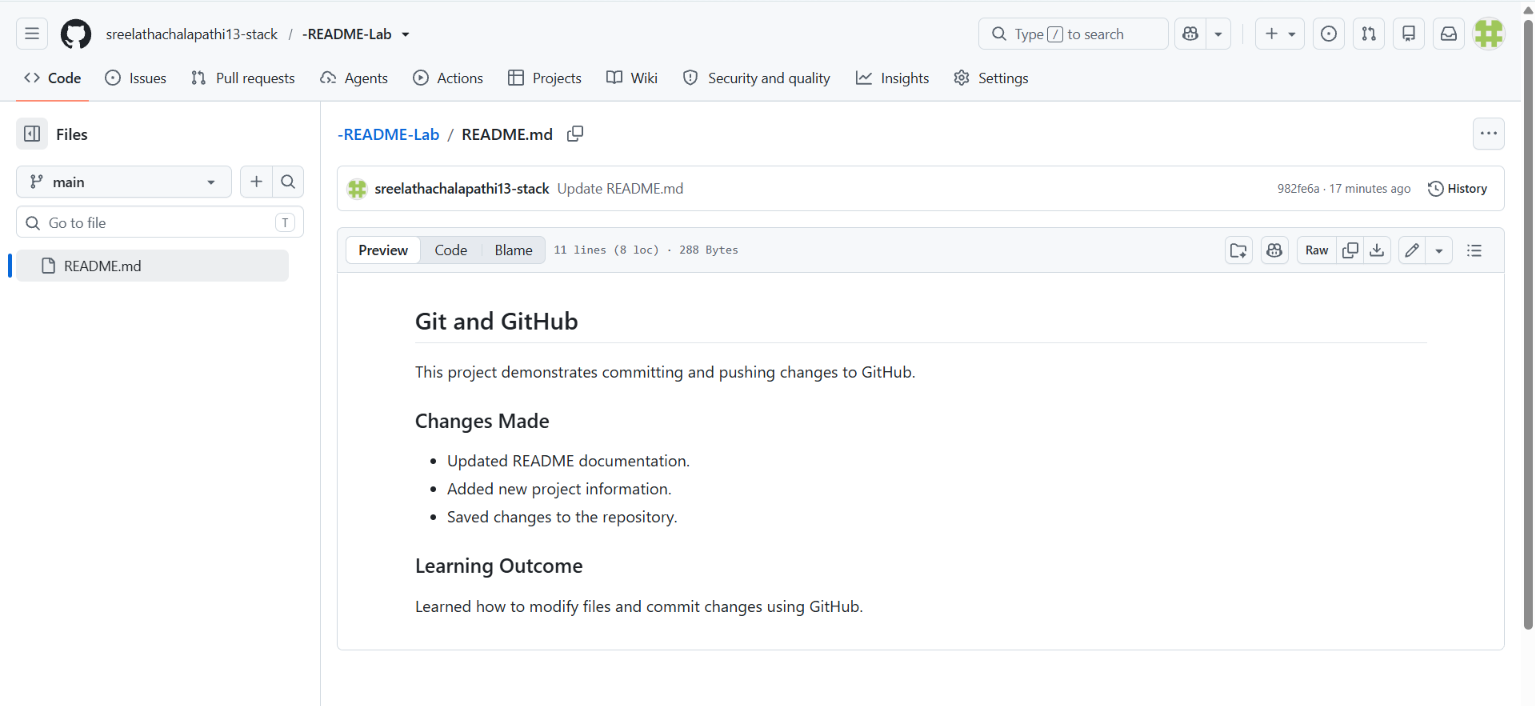 sreelathachalapathi13-stack / -README-Lab
Type / to search
Code Issues Pull requests Agents Actions Projects Wiki Security and quality Insights Settings
Files
main
Go to file T
README.md
-README-Lab / README.md
sreelathachalapathi13-stack Update README.md 982fe6a · 17 minutes ago History
Preview Code Blame 11 lines (8 loc) · 288 Bytes Raw
Git and GitHub
This project demonstrates committing and pushing changes to GitHub.
Changes Made
• Updated README documentation.
• Added new project information.
• Saved changes to the repository.
Learning Outcome
Learned how to modify files and commit changes using GitHub.